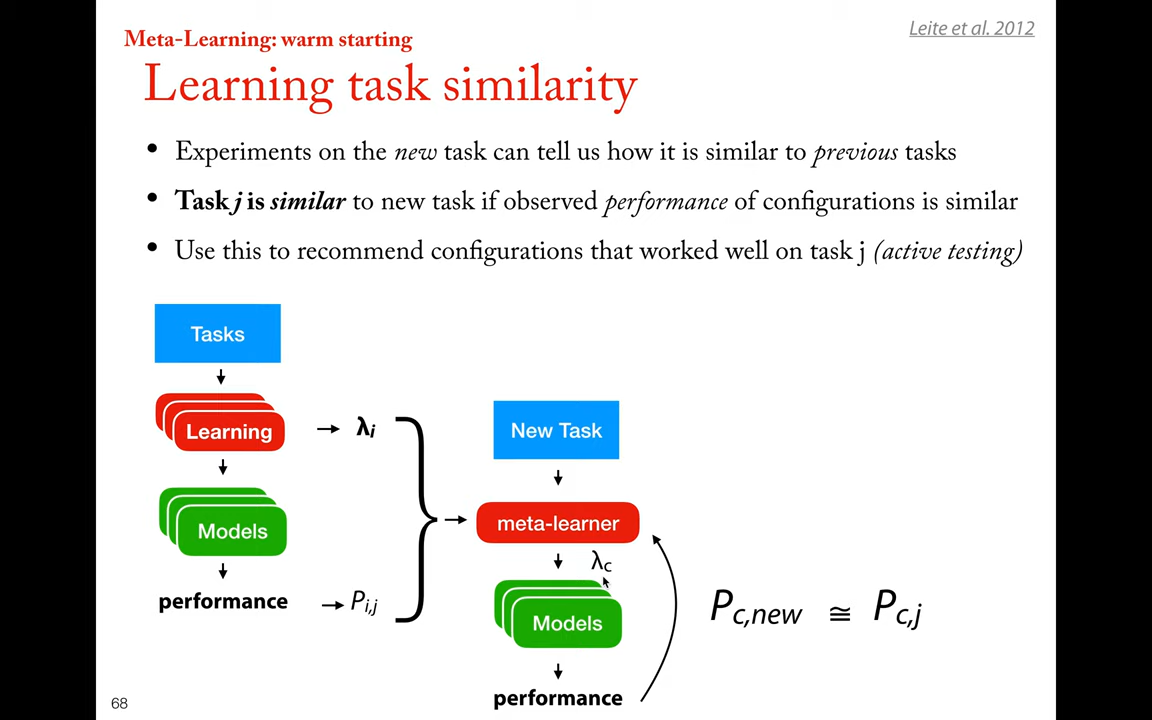 Meta-Learning: warm starting
Leite et al. 2012
Learning task similarity
• Experiments on the new task can tell us how it is similar to previous tasks
• Task j is similar to new task if observed performance of configurations is similar
• Use this to recommend configurations that worked well on task j (active testing)
Tasks
Learning
λi
Models
performance
Pi,j
New Task
meta-learner
λc
Models
performance
Pc,new ≅ Pc,j
68